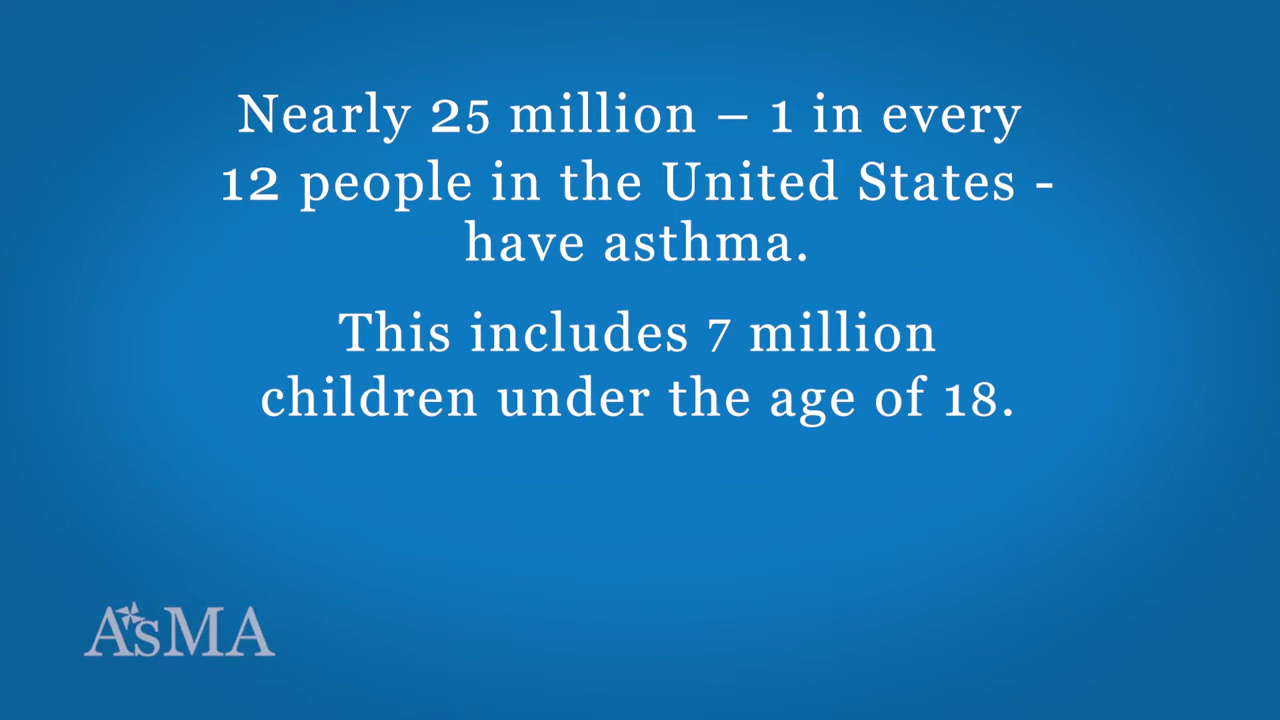 Nearly 25 million – 1 in every
12 people in the United States -
have asthma.
This includes 7 million
children under the age of 18.
AsMA